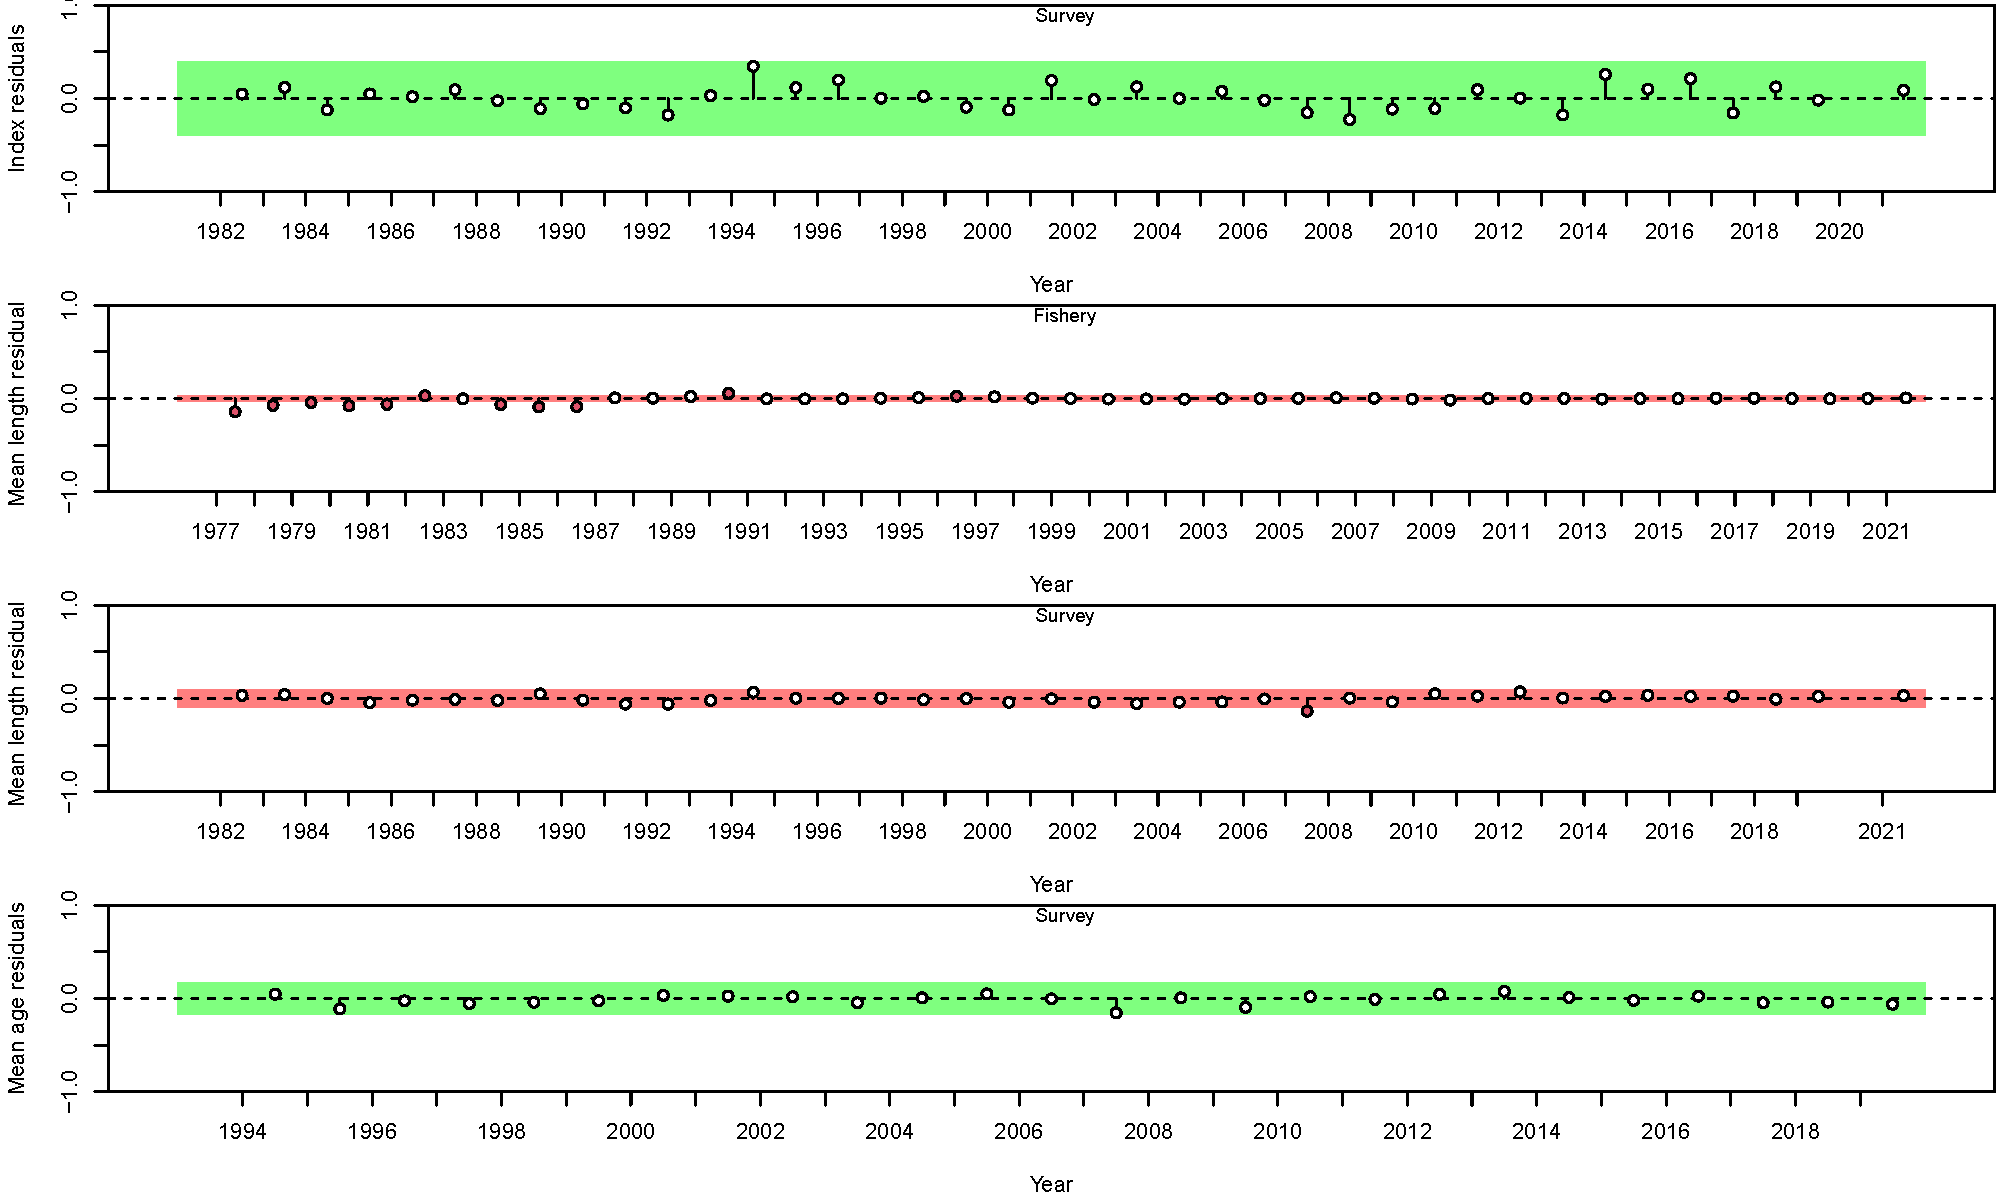 Survey
Index residuals
1.0
0.0
−1.0
1982 1984 1986 1988 1990 1992 1994 1996 1998 2000 2002 2004 2006 2008 2010 2012 2014 2016 2018 2020
Year
Fishery
Mean length residual
1.0
0.0
−1.0
1977 1979 1981 1983 1985 1987 1989 1991 1993 1995 1997 1999 2001 2003 2005 2007 2009 2011 2013 2015 2017 2019 2021
Year
Survey
Mean length residual
1.0
0.0
−1.0
1982 1984 1986 1988 1990 1992 1994 1996 1998 2000 2002 2004 2006 2008 2010 2012 2014 2016 2018 2021
Year
Survey
Mean age residuals
1.0
0.0
−1.0
1994 1996 1998 2000 2002 2004 2006 2008 2010 2012 2014 2016 2018
Year